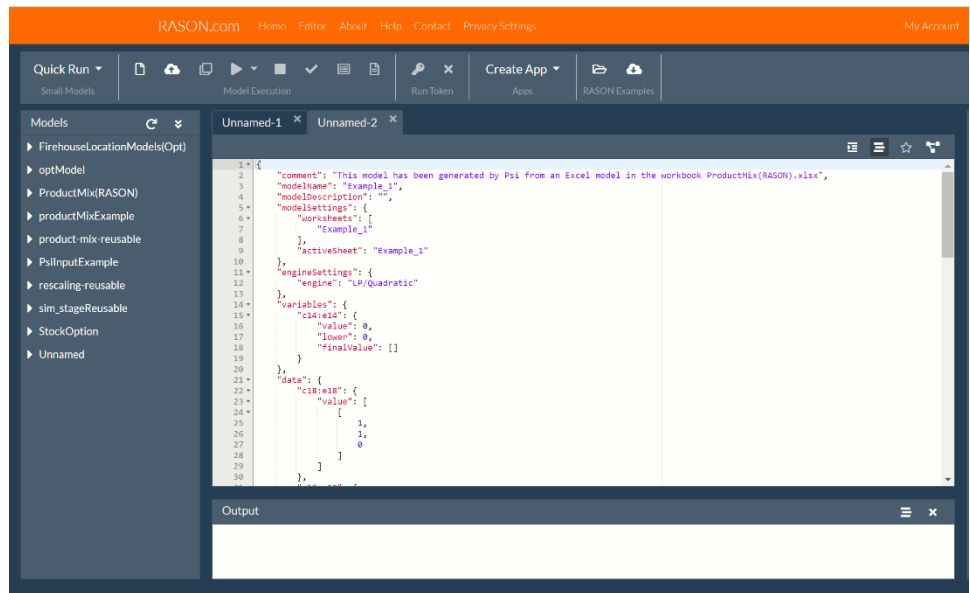 RASON.com Home Editor About Help Contact Privacy Settings My Account
Quick Run Create App
Small Models Model Execution Run Token Apps RASON Examples
Models
FirehouseLocationModels(Opt)
optModel
ProductMix(RASON)
productMixExample
product-mix-reusable
PsiInputExample
rescaling-reusable
sim_stageReusable
StockOption
Unnamed
Unnamed-1 × Unnamed-2 ×
1 {
2 "comment": "This model has been generated by Psi from an Excel model in the workbook ProductMix(RASON).xlsx",
3 "modelName": "Example_1",
4 "modelDescription": "",
5 "modelSettings": {
6 "worksheets": [
7 "Example_1"
8 ],
9 "activeSheet": "Example_1"
10 },
11 "engineSettings": {
12 "engine": "LP/Quadratic"
13 },
14 "variables": {
15 "c14:e14": {
16 "value": 0,
17 "lower": 0,
18 "finalValue": []
19 }
20 },
21 "data": {
22 "c18:e18": {
23 "value": [
24 [
25 1,
26 1,
27 0
28 ]
29 ]
30 },
Output